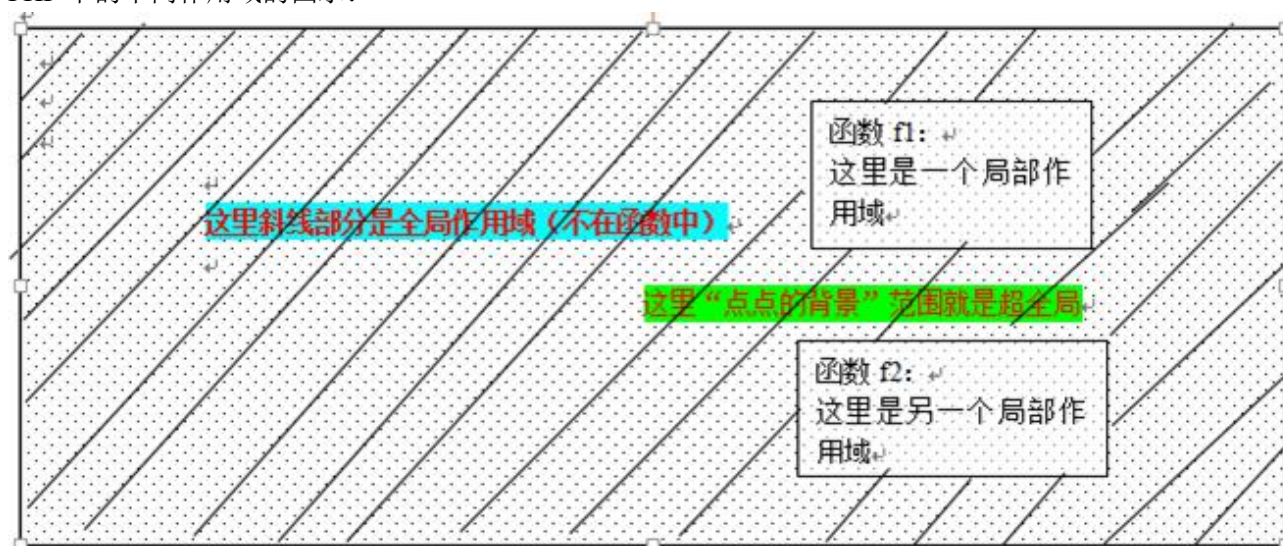 这里斜线部分是全局作用域（不在函数中）
函数 f1：
这里是一个局部作
用域
这里“点点的背景”范围就是超全局
函数 f2：
这里是另一个局部作
用域